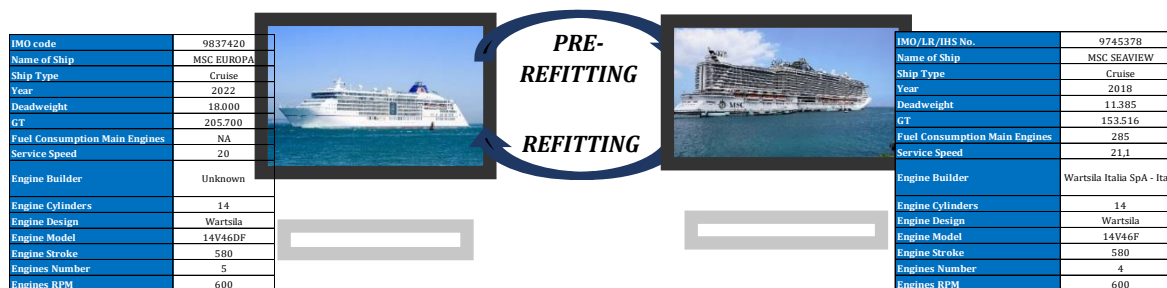 IMO code 9837420
Name of Ship MSC EUROPA
Ship Type Cruise
Year 2022
Deadweight 18.000
GT 205.700
Fuel Consumption Main Engines NA
Service Speed 20
Engine Builder Unknown
Engine Cylinders 14
Engine Design Wartsila
Engine Model 14V46DF
Engine Stroke 580
Engines Number 5
Engines RPM 600
PRE-
REFITTING
REFITTING
MSC
IMO/LR/IHS No. 9745378
Name of Ship MSC SEAVIEW
Ship Type Cruise
Year 2018
Deadweight 11.385
GT 153.516
Fuel Consumption Main Engines 285
Service Speed 21,1
Engine Builder Wartsila Italia SpA - Ita
Engine Cylinders 14
Engine Design Wartsila
Engine Model 14V46F
Engine Stroke 580
Engines Number 4
Engines RPM 600